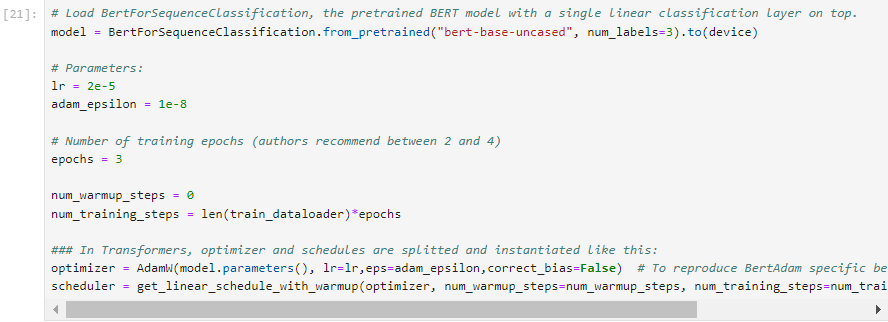 [21]: # Load BertForSequenceClassification, the pretrained BERT model with a single linear classification layer on top.
model = BertForSequenceClassification.from_pretrained("bert-base-uncased", num_labels=3).to(device)
# Parameters:
lr = 2e-5
adam_epsilon = 1e-8
# Number of training epochs (authors recommend between 2 and 4)
epochs = 3
num_warmup_steps = 0
num_training_steps = len(train_dataloader)*epochs
### In Transformers, optimizer and schedules are splitted and instantiated like this:
optimizer = AdamW(model.parameters(), lr=lr,eps=adam_epsilon,correct_bias=False)  # To reproduce BertAdam specific be
scheduler = get_linear_schedule_with_warmup(optimizer, num_warmup_steps=num_warmup_steps, num_training_steps=num_trai